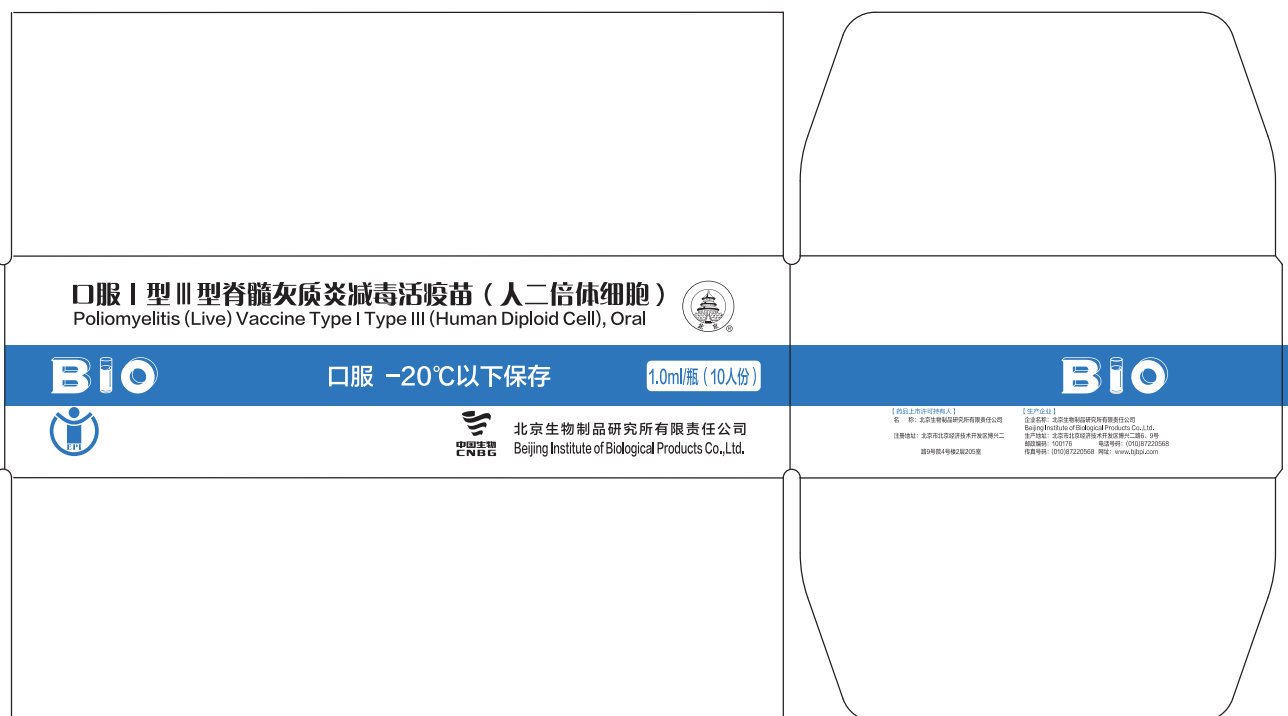 口服Ⅰ型Ⅲ型脊髓灰质炎减毒活疫苗（人二倍体细胞）
Poliomyelitis (Live) Vaccine Type I Type III (Human Diploid Cell), Oral
®
BIO
口服 -20℃以下保存
1.0ml/瓶（10人份）
中国生物
CNBG
北京生物制品研究所有限责任公司
Beijing Institute of Biological Products Co.,Ltd.
BIO
【药品上市许可持有人】
名 称：北京生物制品研究所有限责任公司
注册地址：北京市北京经济技术开发区博兴二
路9号院4号楼2层205室
【生产企业】
企业名称：北京生物制品研究所有限责任公司
Beijing Institute of Biological Products Co.,Ltd.
生产地址：北京市北京经济技术开发区博兴二路6、9号
邮政编码：100176 电话号码：(010)87220568
传真号码：(010)87220568 网址：www.bjbpi.com